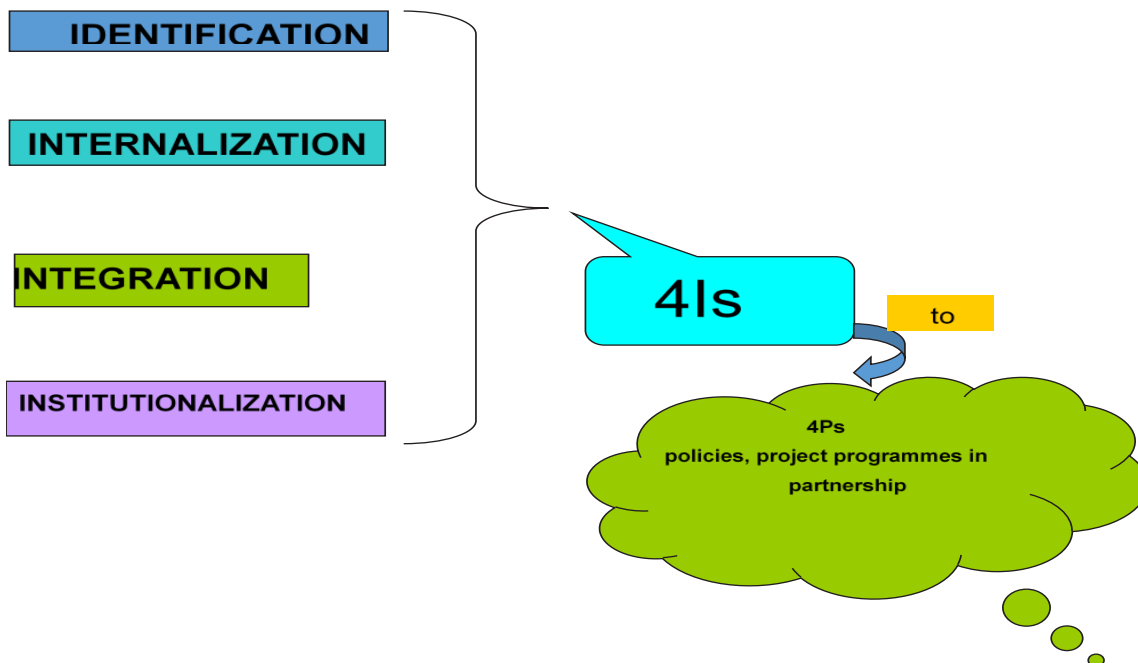 IDENTIFICATION
INTERNALIZATION
INTEGRATION
INSTITUTIONALIZATION
4Is
to
4Ps
policies, project programmes in
partnership